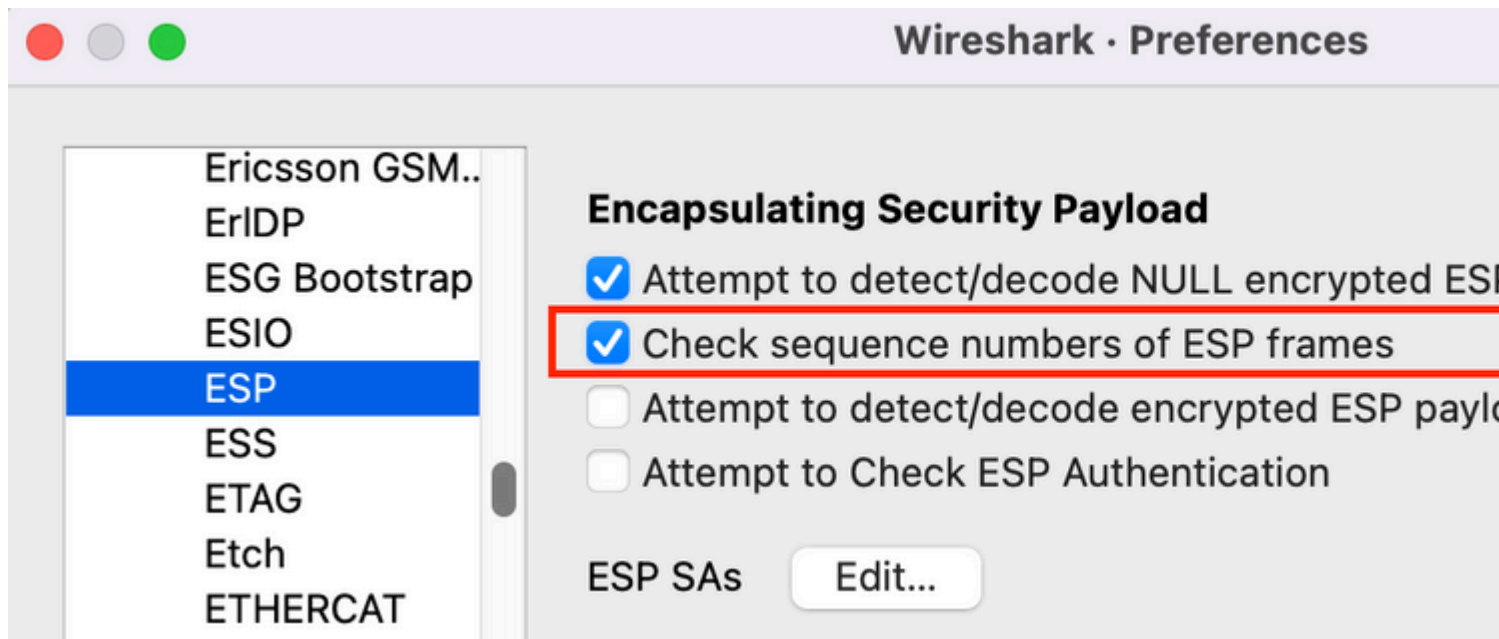 Wireshark · Preferences
Ericsson GSM..
ErlDP
ESG Bootstrap
ESIO
ESP
ESS
ETAG
Etch
ETHERCAT
Encapsulating Security Payload
Attempt to detect/decode NULL encrypted ESP
Check sequence numbers of ESP frames
Attempt to detect/decode encrypted ESP paylo
Attempt to Check ESP Authentication
ESP SAs Edit...